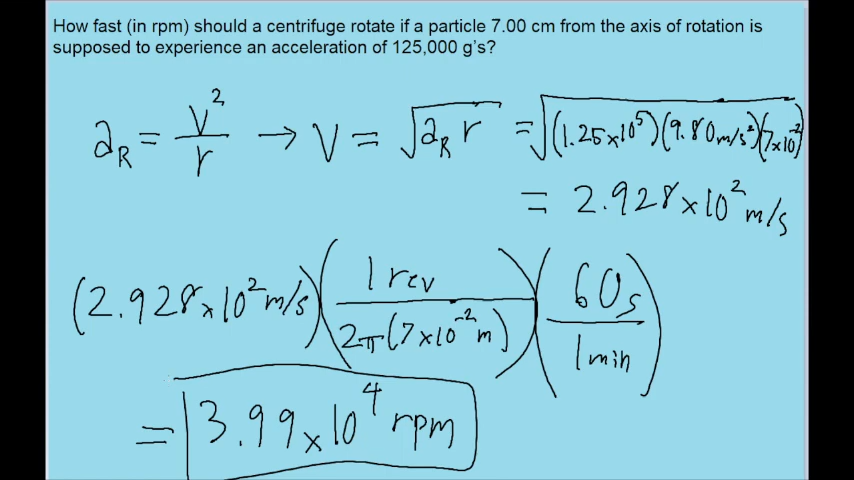 How fast (in rpm) should a centrifuge rotate if a particle 7.00 cm from the axis of rotation is
supposed to experience an acceleration of 125,000 g's?
a_R = v²/r → v = √(a_R r) = √((1.25×10⁵)(9.80 m/s²)(7×10⁻²))
= 2.928×10² m/s
(2.928×10² m/s)(1 rev/2π(7×10⁻² m))(60 s/1 min)
= 3.99×10⁴ rpm